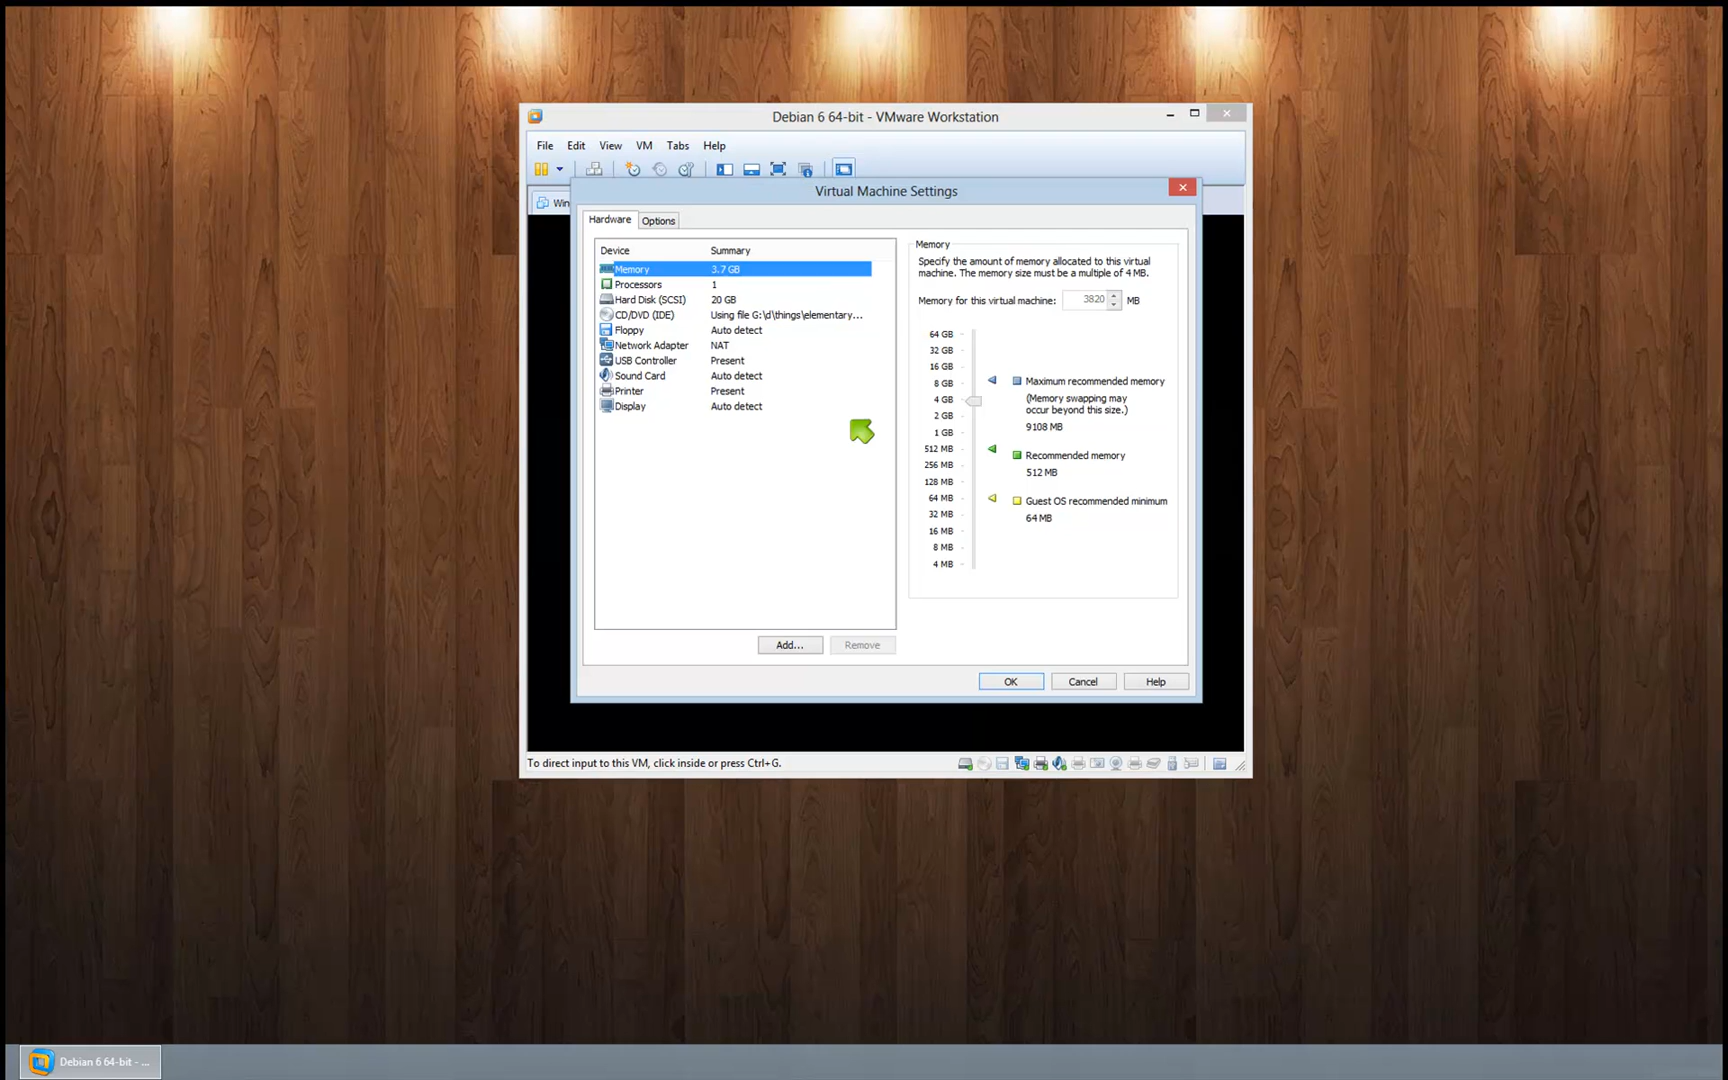 Debian 6 64-bit - VMware Workstation
File Edit View VM Tabs Help
Win
Virtual Machine Settings
Hardware Options
Device Summary
Memory 3.7 GB
Processors 1
Hard Disk (SCSI) 20 GB
CD/DVD (IDE) Using file G:\d\things\elementary...
Floppy Auto detect
Network Adapter NAT
USB Controller Present
Sound Card Auto detect
Printer Present
Display Auto detect
Add... Remove
Memory
Specify the amount of memory allocated to this virtual
machine. The memory size must be a multiple of 4 MB.
Memory for this virtual machine: 3820 MB
64 GB
32 GB
16 GB
8 GB
4 GB
2 GB
1 GB
512 MB
256 MB
128 MB
64 MB
32 MB
16 MB
8 MB
4 MB
Maximum recommended memory
(Memory swapping may
occur beyond this size.)
9108 MB
Recommended memory
512 MB
Guest OS recommended minimum
64 MB
OK Cancel Help
To direct input to this VM, click inside or press Ctrl+G.
Debian 6 64-bit - ...